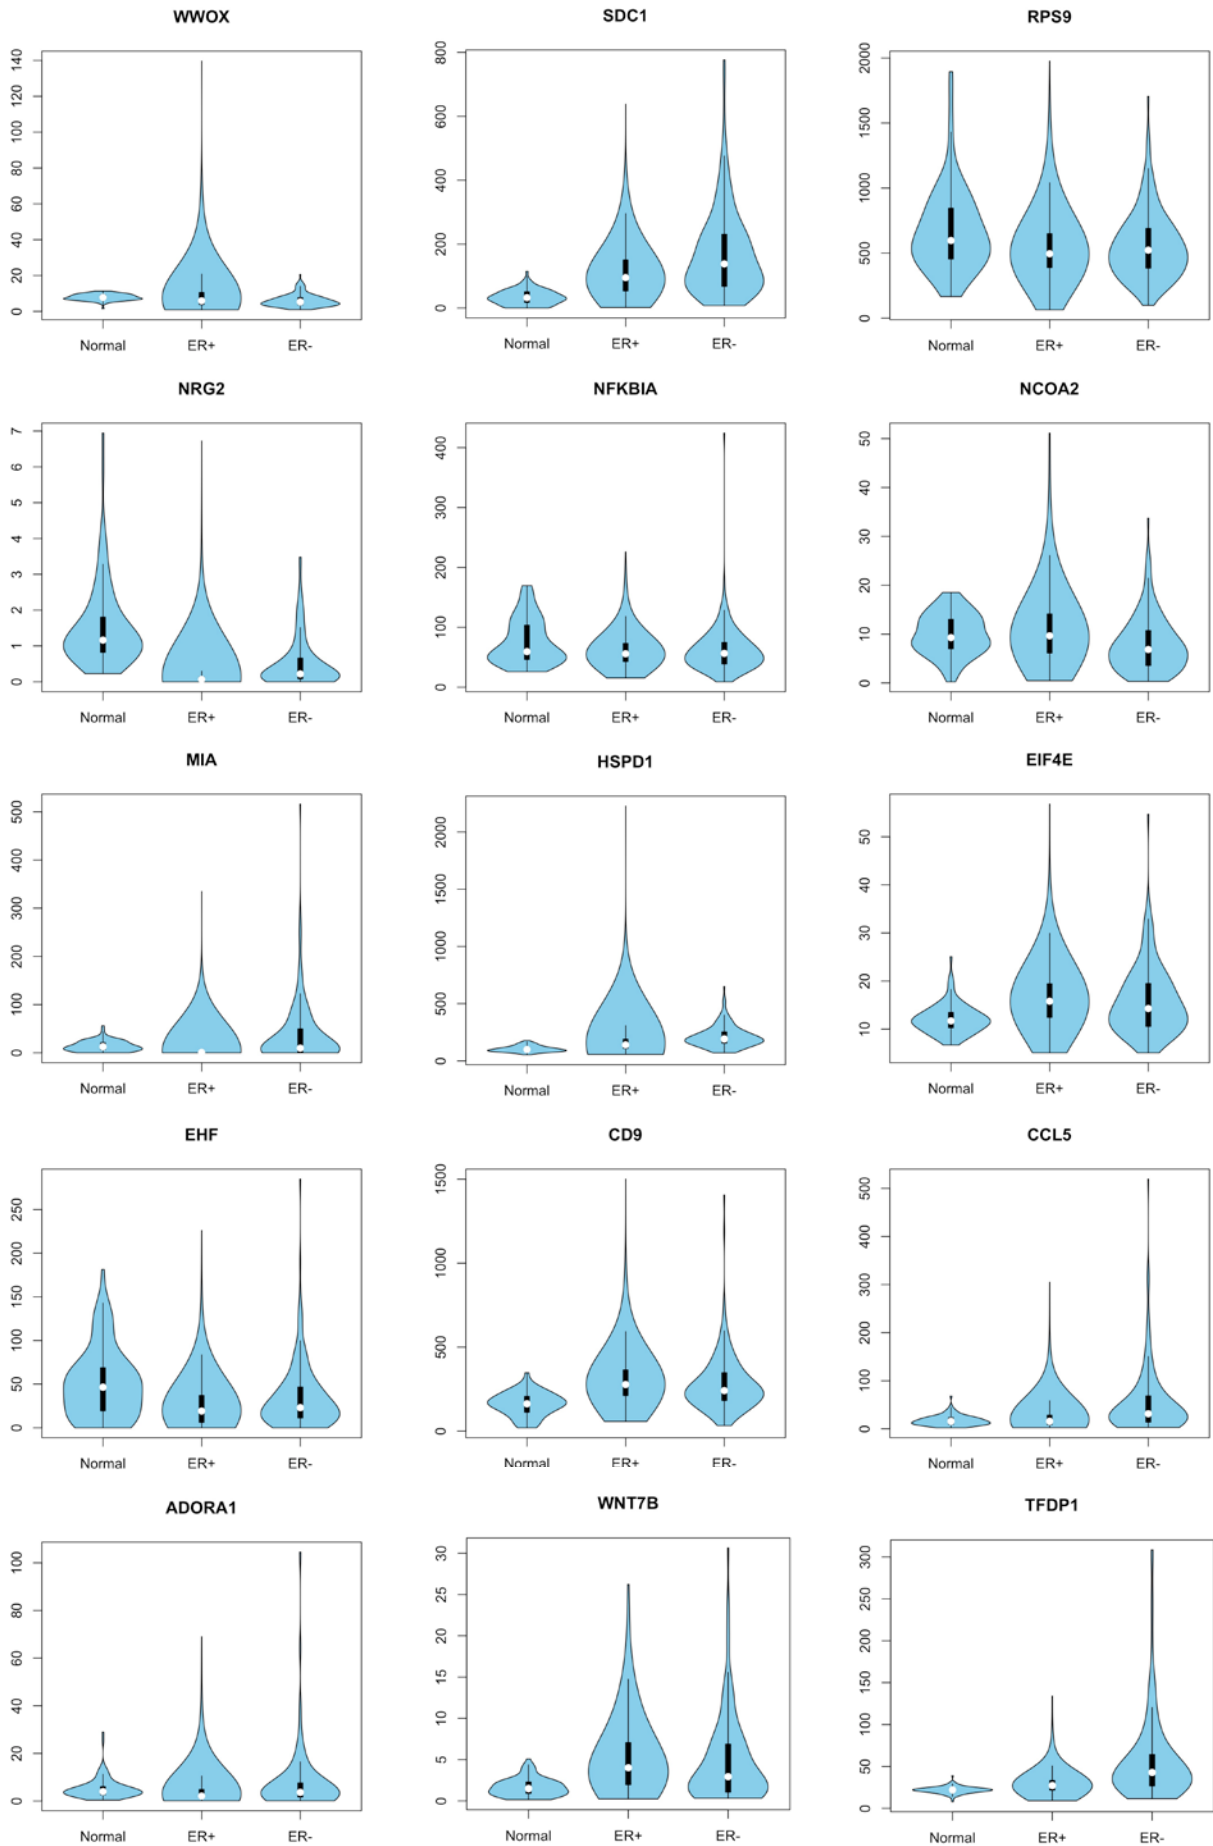 WWOX SDC1 RPS9
140 120 100 80 60 40 20 0
800 600 400 200 0
2000 1500 1000 500 0
Normal ER+ ER- Normal ER+ ER- Normal ER+ ER-
NRG2 NFKBIA NCOA2
7 6 5 4 3 2 1 0
400 300 200 100 0
50 40 30 20 10 0
Normal ER+ ER- Normal ER+ ER- Normal ER+ ER-
MIA HSPD1 EIF4E
500 400 300 200 100 0
2000 1500 1000 500 0
50 40 30 20 10
Normal ER+ ER- Normal ER+ ER- Normal ER+ ER-
EHF CD9 CCL5
250 200 150 100 50 0
1500 1000 500 0
500 400 300 200 100 0
Normal ER+ ER- Normal ER+ ER- Normal ER+ ER-
ADORA1 WNT7B TFDP1
100 80 60 40 20 0
30 25 20 15 10 5 0
300 250 200 150 100 50 0
Normal ER+ ER- Normal ER+ ER- Normal ER+ ER-